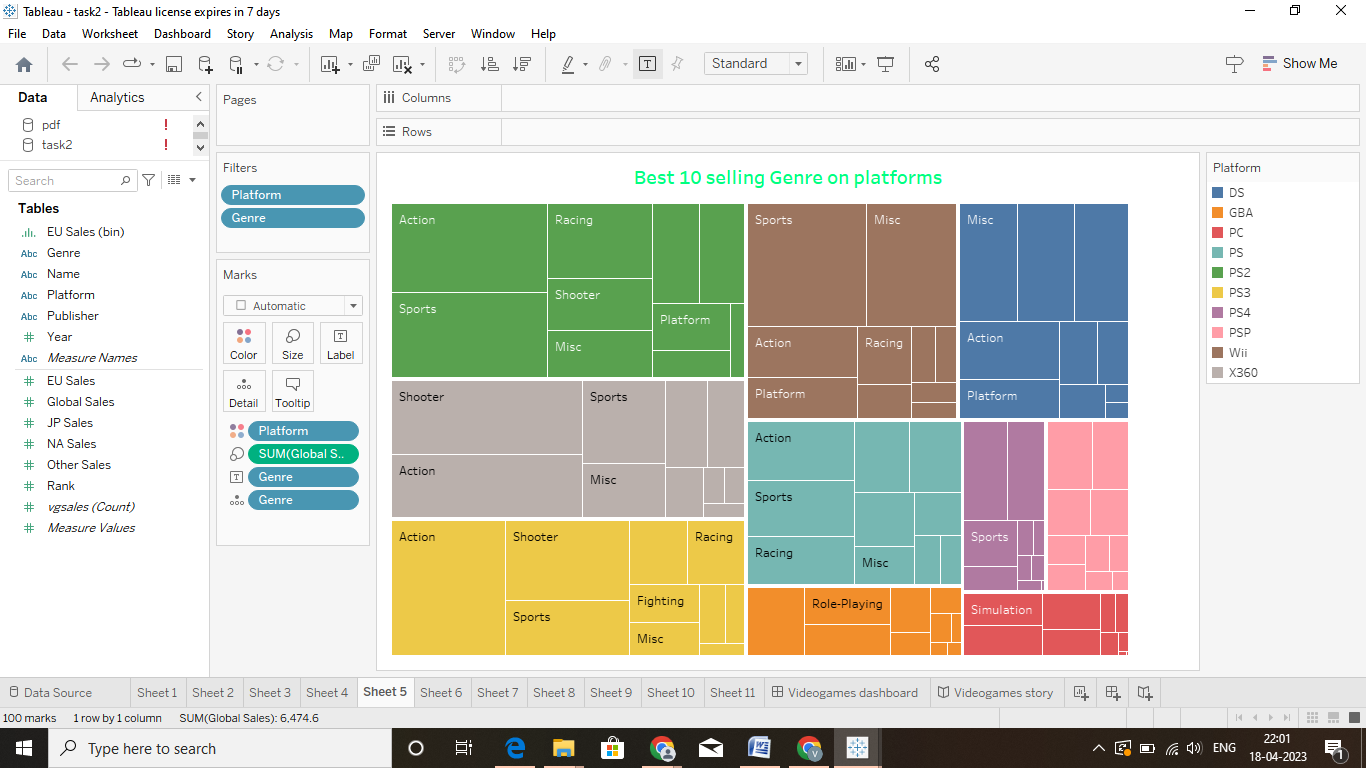 Tableau - task2 - Tableau license expires in 7 days
File Data Worksheet Dashboard Story Analysis Map Format Server Window Help
Standard
Show Me
Data Analytics
pdf !
task2 !
Search
Tables
EU Sales (bin)
Abc Genre
Abc Name
Abc Platform
Abc Publisher
# Year
Abc Measure Names
# EU Sales
# Global Sales
# JP Sales
# NA Sales
# Other Sales
# Rank
# vgsales (Count)
# Measure Values
Pages
Filters
Platform
Genre
Marks
Automatic
Color Size T Label
Detail Tooltip
Platform
SUM(Global S..
T Genre
Genre
Columns
Rows
Best 10 selling Genre on platforms
Action Racing
Sports Shooter Platform
Misc
Shooter Sports
Action Misc
Action Shooter Racing
Sports Fighting
Misc
Sports Misc
Action Racing
Platform
Misc
Action
Platform
Action
Sports
Racing Misc
Role-Playing
Sports
Simulation
Platform
DS
GBA
PC
PS
PS2
PS3
PS4
PSP
Wii
X360
Data Source Sheet 1 Sheet 2 Sheet 3 Sheet 4 Sheet 5 Sheet 6 Sheet 7 Sheet 8 Sheet 9 Sheet 10 Sheet 11 Videogames dashboard Videogames story
100 marks 1 row by 1 column SUM(Global Sales): 6,474.6
Type here to search
ENG
22:01
18-04-2023
1